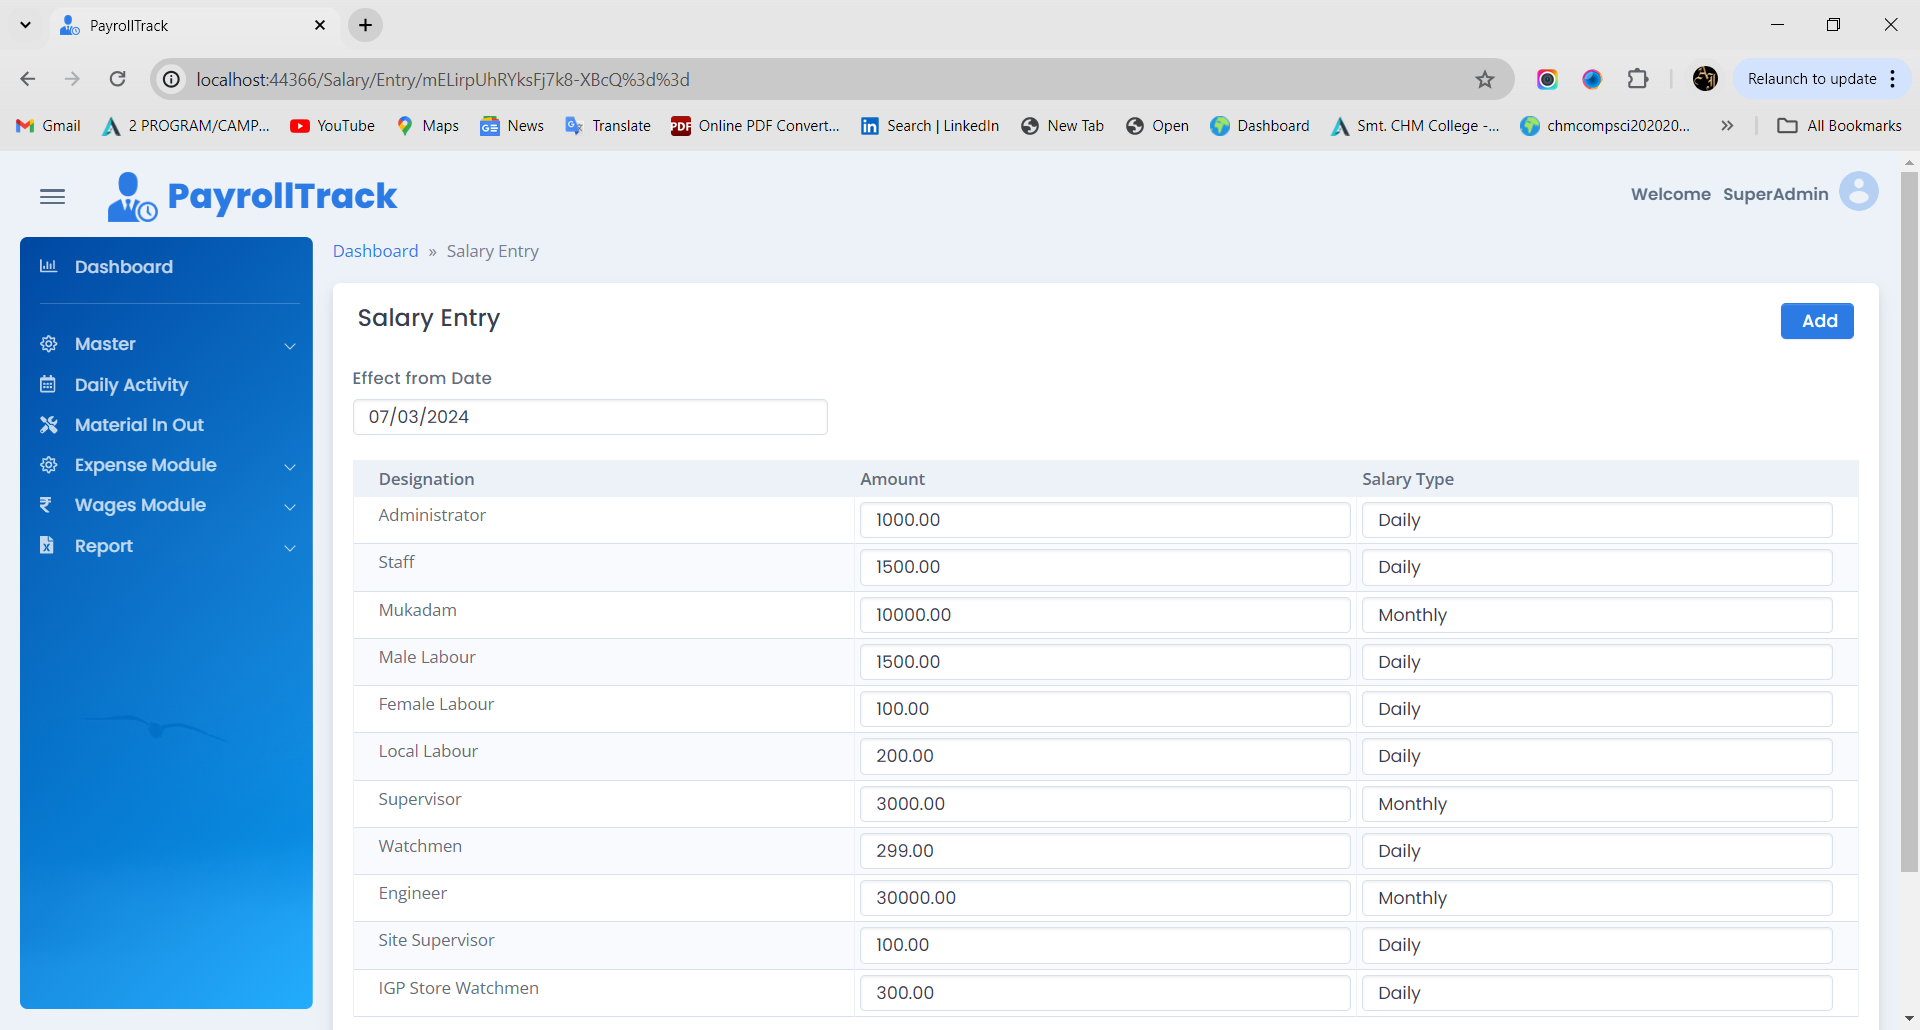 PayrollTrack
localhost:44366/Salary/Entry/mELirpUhRYksFj7k8-XBcQ%3d%3d
Relaunch to update
Gmail
2 PROGRAM/CAMP...
YouTube
Maps
News
Translate
PDF
Online PDF Convert...
Search | LinkedIn
New Tab
Open
Dashboard
Smt. CHM College -...
chmcompsci202020...
All Bookmarks
PayrollTrack
Welcome SuperAdmin
Dashboard
Master
Daily Activity
Material In Out
Expense Module
Wages Module
Report
Dashboard » Salary Entry
Salary Entry
Add
Effect from Date
07/03/2024
Designation Amount Salary Type
Administrator 1000.00 Daily
Staff 1500.00 Daily
Mukadam 10000.00 Monthly
Male Labour 1500.00 Daily
Female Labour 100.00 Daily
Local Labour 200.00 Daily
Supervisor 3000.00 Monthly
Watchmen 299.00 Daily
Engineer 30000.00 Monthly
Site Supervisor 100.00 Daily
IGP Store Watchmen 300.00 Daily